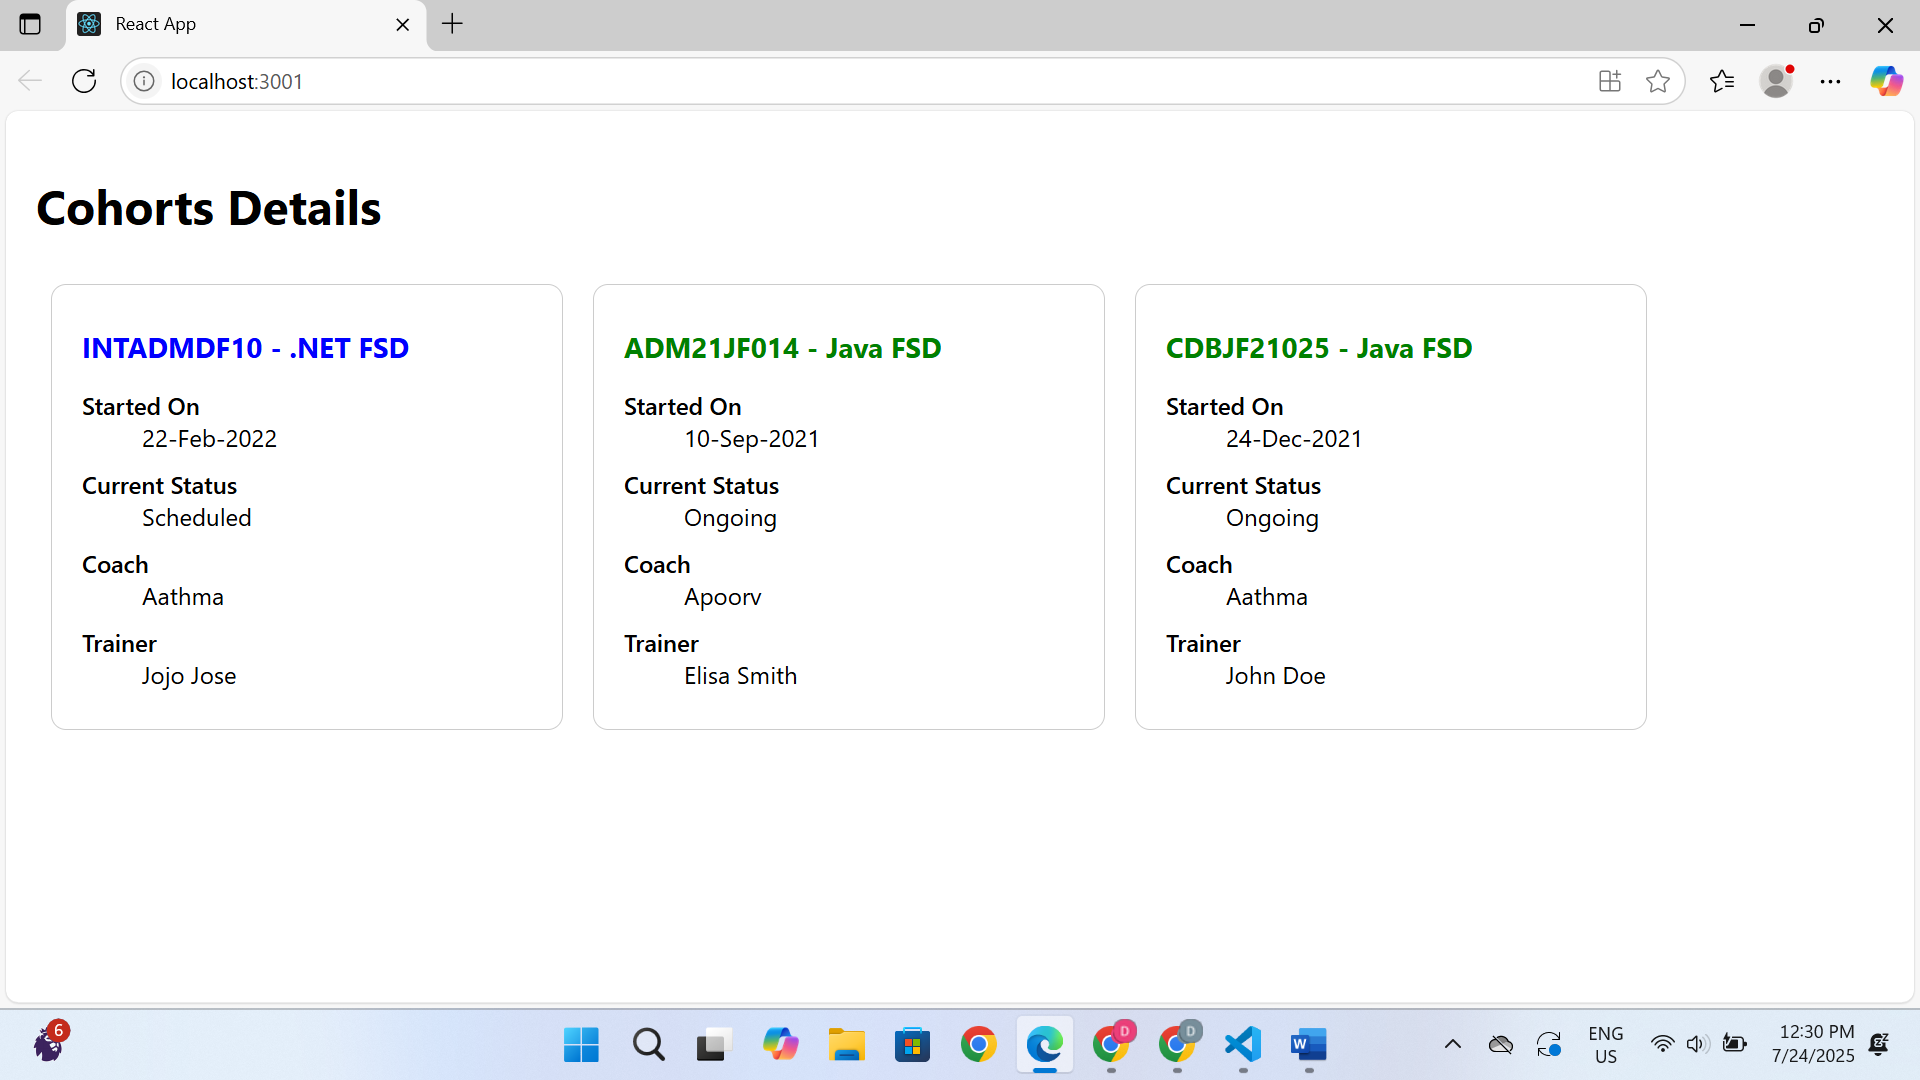 React App
localhost:3001
Cohorts Details
INTADMDF10 - .NET FSD
Started On
22-Feb-2022
Current Status
Scheduled
Coach
Aathma
Trainer
Jojo Jose
ADM21JF014 - Java FSD
Started On
10-Sep-2021
Current Status
Ongoing
Coach
Apoorv
Trainer
Elisa Smith
CDBJF21025 - Java FSD
Started On
24-Dec-2021
Current Status
Ongoing
Coach
Aathma
Trainer
John Doe
6
D
D
W
ENG
US
12:30 PM
7/24/2025